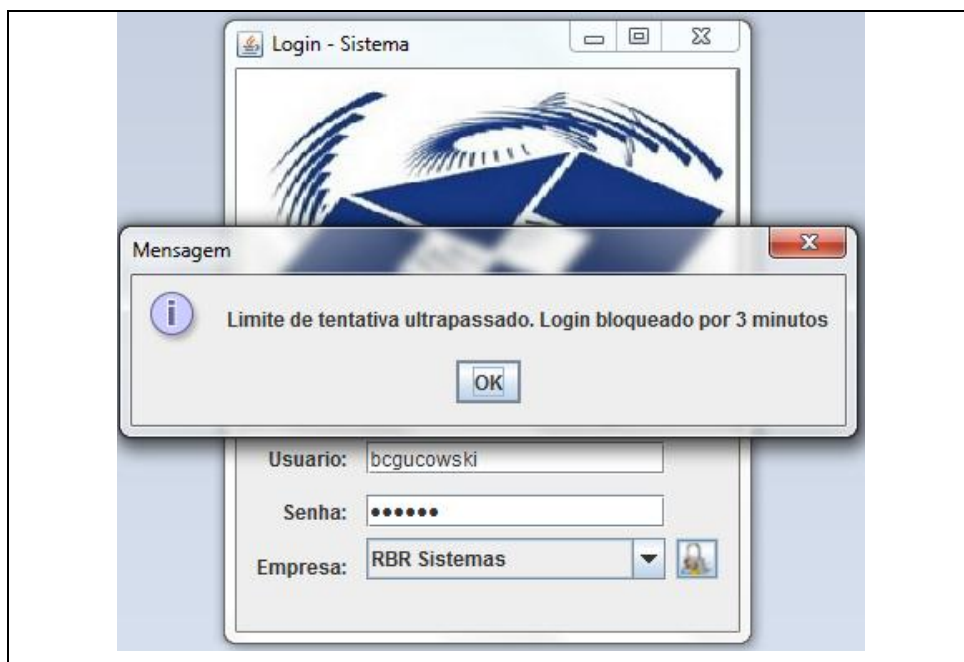 Login - Sistema
Mensagem
Limite de tentativa ultrapassado. Login bloqueado por 3 minutos
OK
Usuario: bcgucowski
Senha: ••••••
Empresa: RBR Sistemas